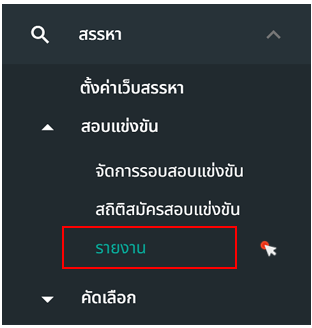 สรรหา
ตั้งค่าเว็บสรรหา
สอบแข่งขัน
จัดการรอบสอบแข่งขัน
สถิติสมัครสอบแข่งขัน
รายงาน
คัดเลือก